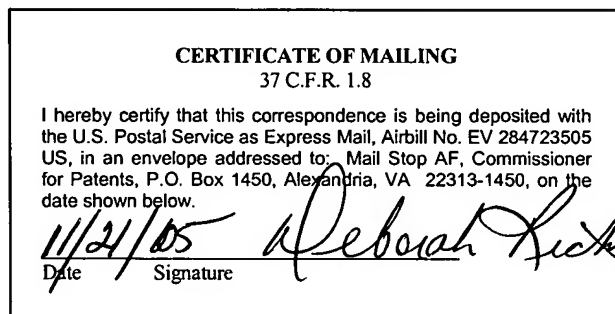 CERTIFICATE OF MAILING
37 C.F.R. 1.8
I hereby certify that this correspondence is being deposited with
the U.S. Postal Service as Express Mail, Airbill No. EV 284723505
US, in an envelope addressed to: Mail Stop AF, Commissioner
for Patents, P.O. Box 1450, Alexandria, VA 22313-1450, on the
date shown below.
11/21/05 Deborah
Date Signature